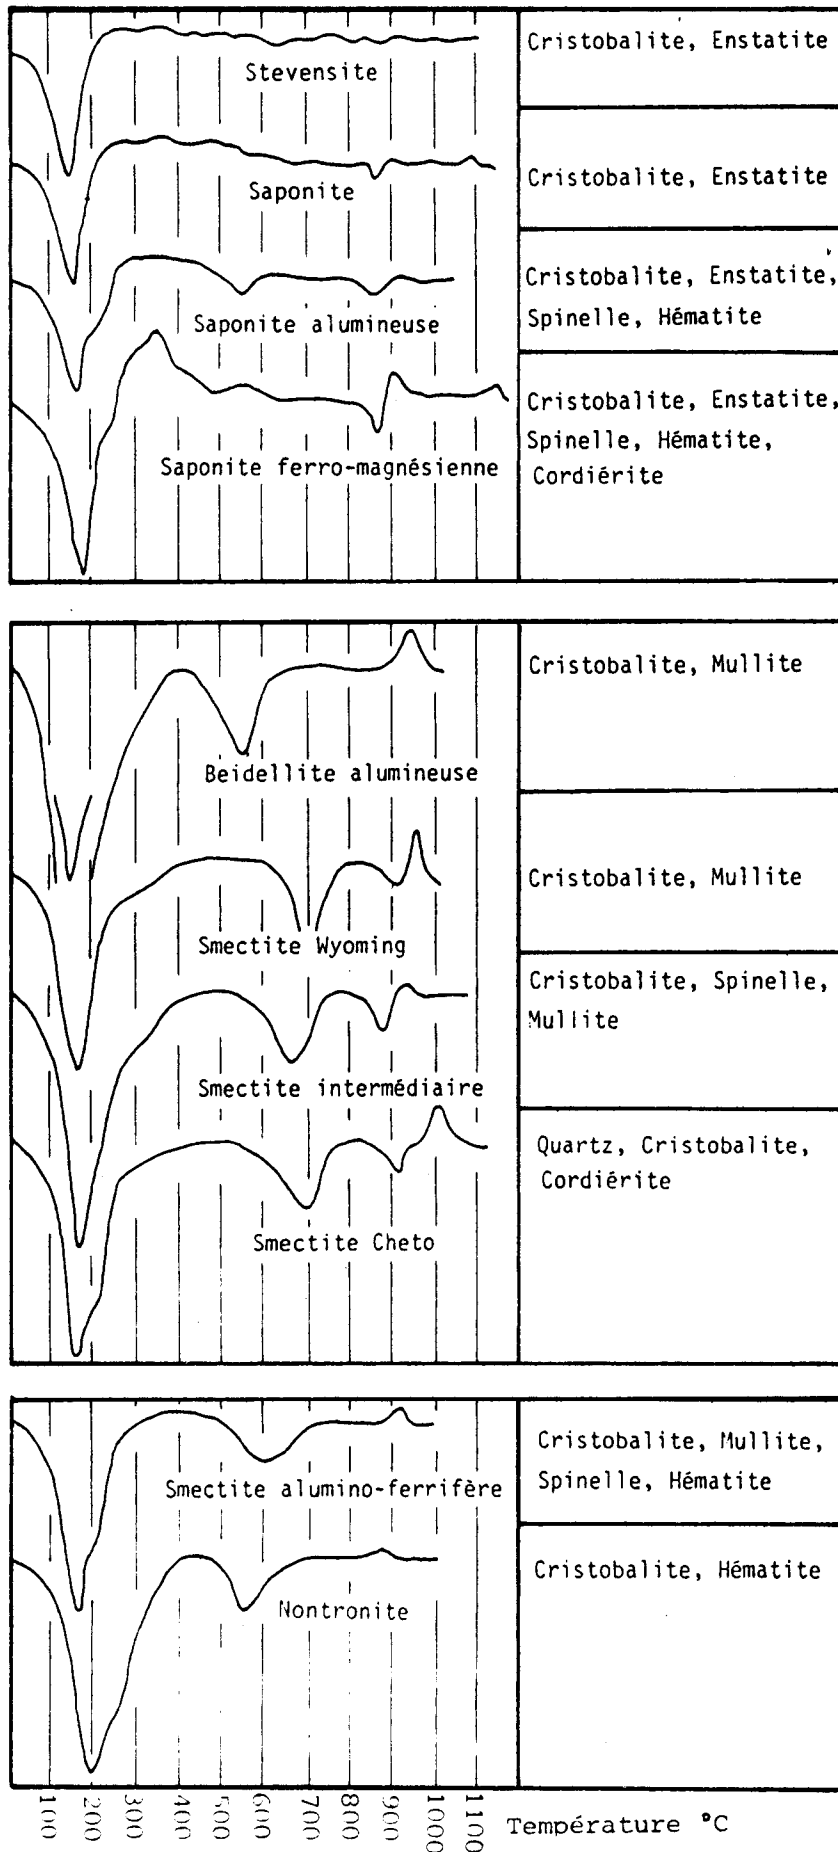 Cristobalite, Enstatite
Stevensite
Cristobalite, Enstatite
Saponite
Cristobalite, Enstatite,
Spinelle, Hématite
Saponite alumineuse
Cristobalite, Enstatite,
Spinelle, Hématite,
Cordiérite
Saponite ferro-magnésienne
Cristobalite, Mullite
Beidellite alumineuse
Cristobalite, Mullite
Smectite Wyoming
Cristobalite, Spinelle,
Mullite
Smectite intermédiaire
Quartz, Cristobalite,
Cordiérite
Smectite Cheto
Cristobalite, Mullite,
Spinelle, Hématite
Smectite alumino-ferrifère
Cristobalite, Hématite
Nontronite
100 200 300 400 500 600 700 800 900 1000 1100 Température °C